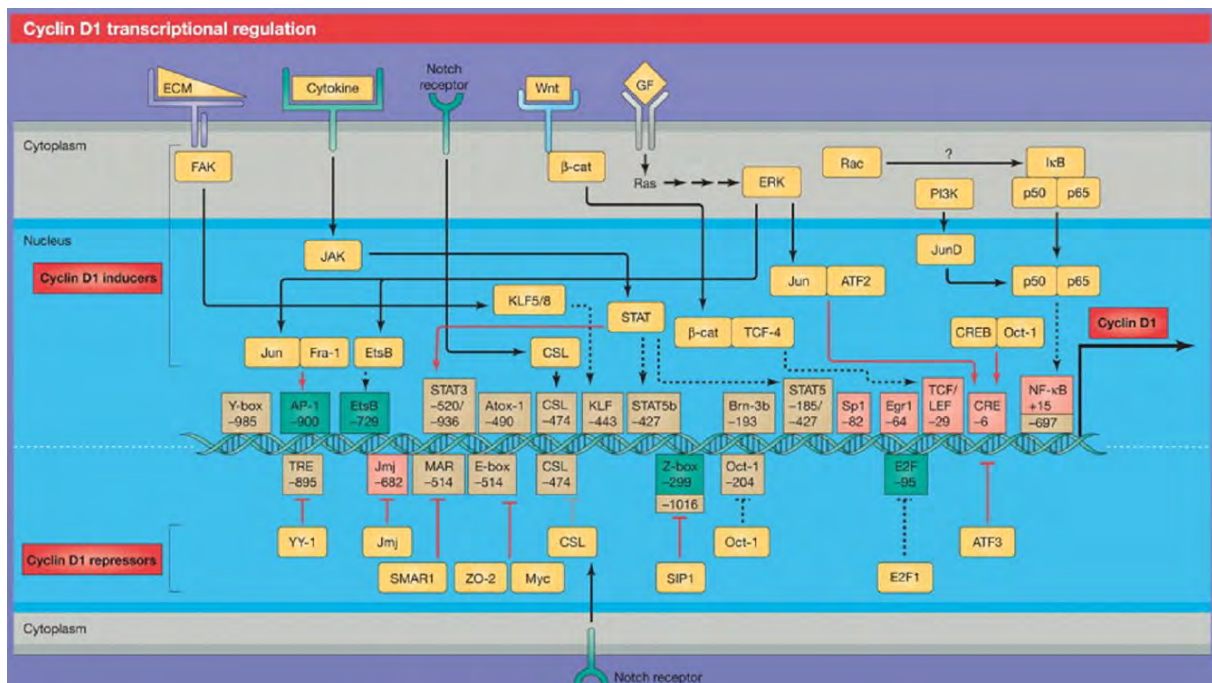 Cyclin D1 transcriptional regulation
ECM
Cytokine
Notch
receptor
Wnt
GF
Cytoplasm
FAK
β-cat
Ras
ERK
Rac
?
IκB
p50
p65
PI3K
Nucleus
Cyclin D1 inducers
JAK
KLF5/8
STAT
JunD
Jun
ATF2
p50
p65
β-cat
TCF-4
CREB
Oct-1
Cyclin D1
Jun
Fra-1
EtsB
CSL
Y-box
–985
AP-1
–900
EtsB
–729
STAT3
–520/
–936
Atox-1
–490
CSL
–474
KLF
–443
STAT5b
–427
Brn-3b
–193
STAT5
–185/
–427
Sp1
–82
Egr1
–64
TCF/
LEF
–29
CRE
–6
NF-κB
+15
–697
TRE
–895
Jmj
–682
MAR
–514
E-box
–514
CSL
–474
Z-box
–299
–1016
Oct-1
–204
E2F
–95
Cyclin D1 repressors
YY-1
Jmj
CSL
Oct-1
ATF3
SMAR1
ZO-2
Myc
SIP1
E2F1
Cytoplasm
Notch receptor